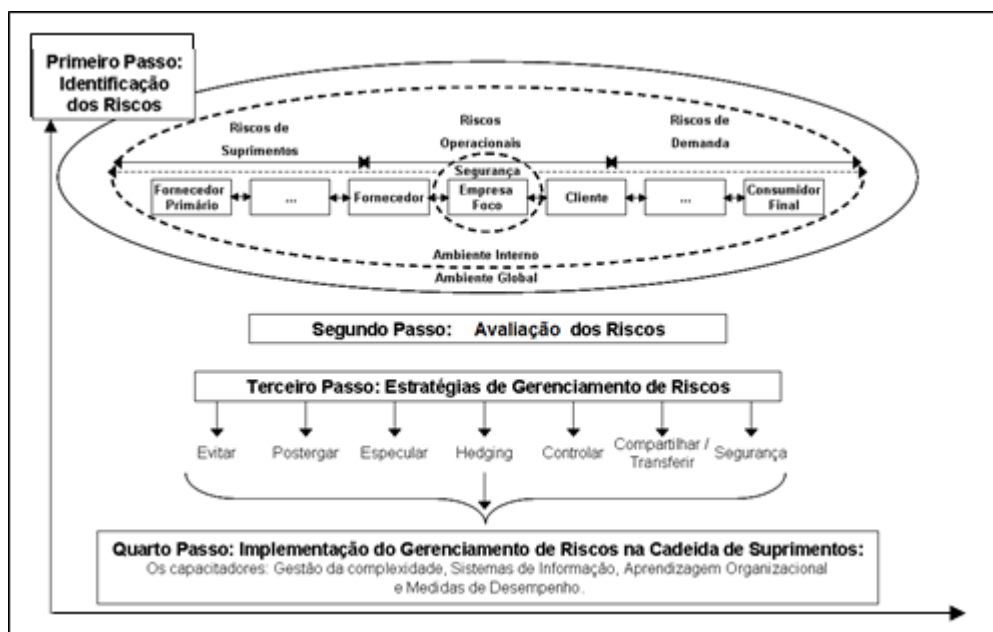 Primeiro Passo:
Identificação
dos Riscos
Riscos de
Suprimentos
Riscos
Operacionais
Riscos de
Demanda
Segurança
Fornecedor
Primário
...
Fornecedor
Empresa
Foco
Cliente
...
Consumidor
Final
Ambiente Interno
Ambiente Global
Segundo Passo: Avaliação dos Riscos
Terceiro Passo: Estratégias de Gerenciamento de Riscos
Evitar
Postergar
Especular
Hedging
Controlar
Compartilhar /
Transferir
Segurança
Quarto Passo: Implementação do Gerenciamento de Riscos na Cadeida de Suprimentos:
Os capacitadores: Gestão da complexidade, Sistemas de Informação, Aprendizagem Organizacional
e Medidas de Desempenho.